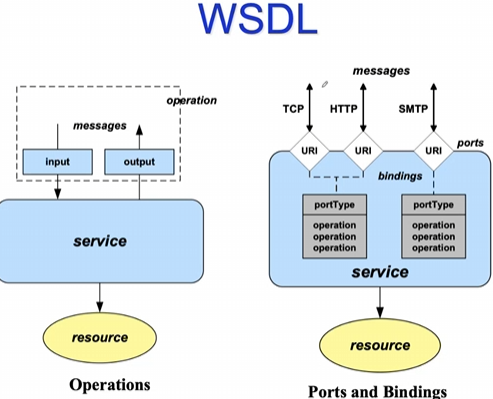 WSDL
operation
messages
input
output
service
resource
Operations
messages
TCP
HTTP
SMTP
ports
URI
URI
URI
bindings
portType
operation
operation
operation
portType
operation
operation
operation
service
resource
Ports and Bindings